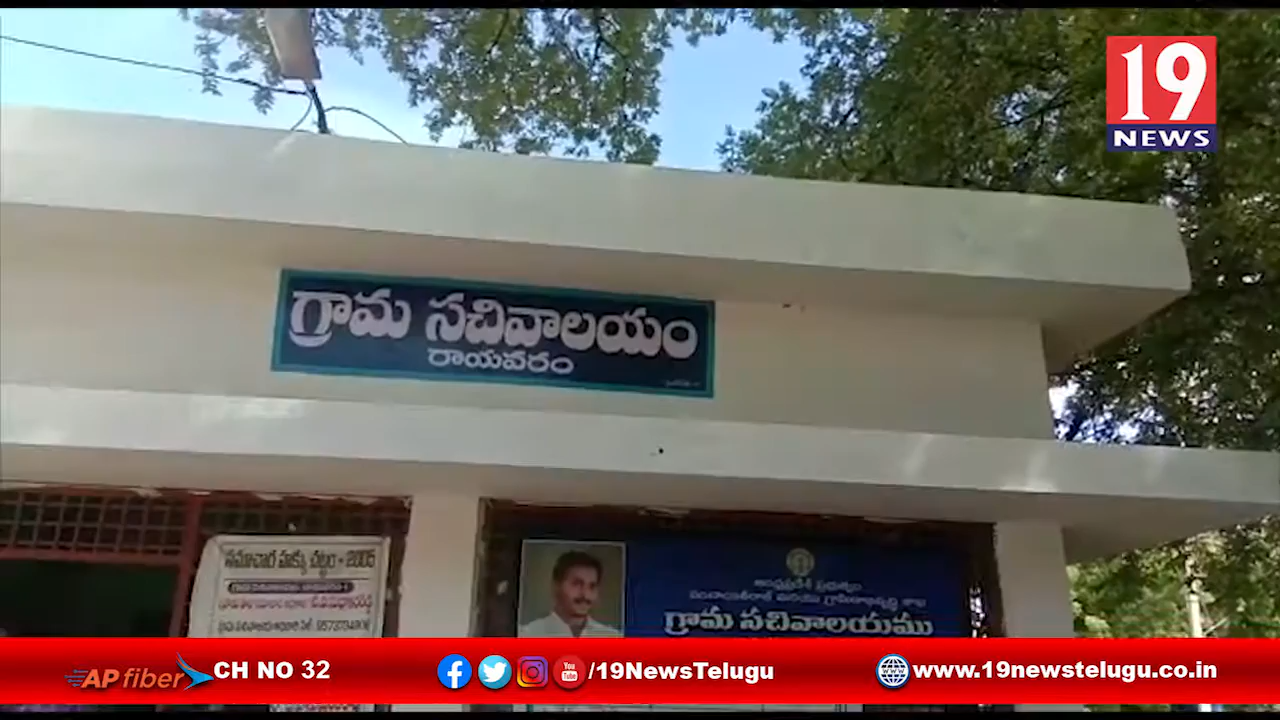 19
NEWS
గ్రామ సచివాలయం
రాయవరం
సమాచార హక్కు చట్టం - 2005
ఆంధ్రప్రదేశ్ ప్రభుత్వం
పంచాయితీరాజ్ మరియు గ్రామీణాభివృద్ధి శాఖ
గ్రామ సచివాలయము
AP fiber CH NO 32
/19NewsTelugu
www.19newstelugu.co.in